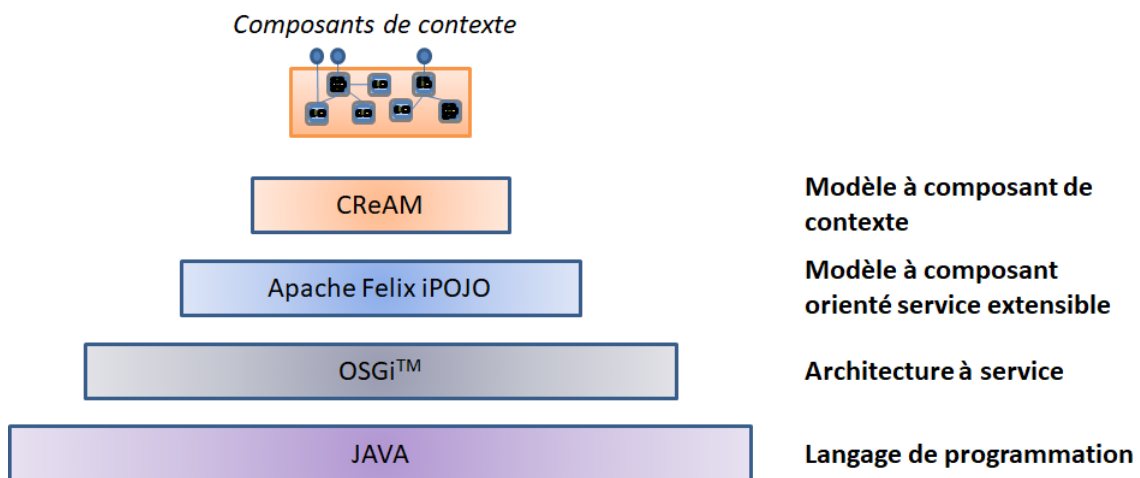 Composants de contexte
CReAM
Modèle à composant de
contexte
Apache Felix iPOJO
Modèle à composant
orienté service extensible
OSGi™
Architecture à service
JAVA
Langage de programmation